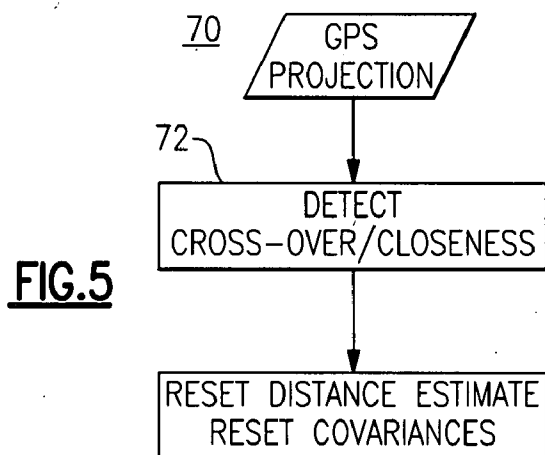 70
GPS
PROJECTION
72
DETECT
CROSS-OVER/CLOSENESS
FIG.5
RESET DISTANCE ESTIMATE
RESET COVARIANCES